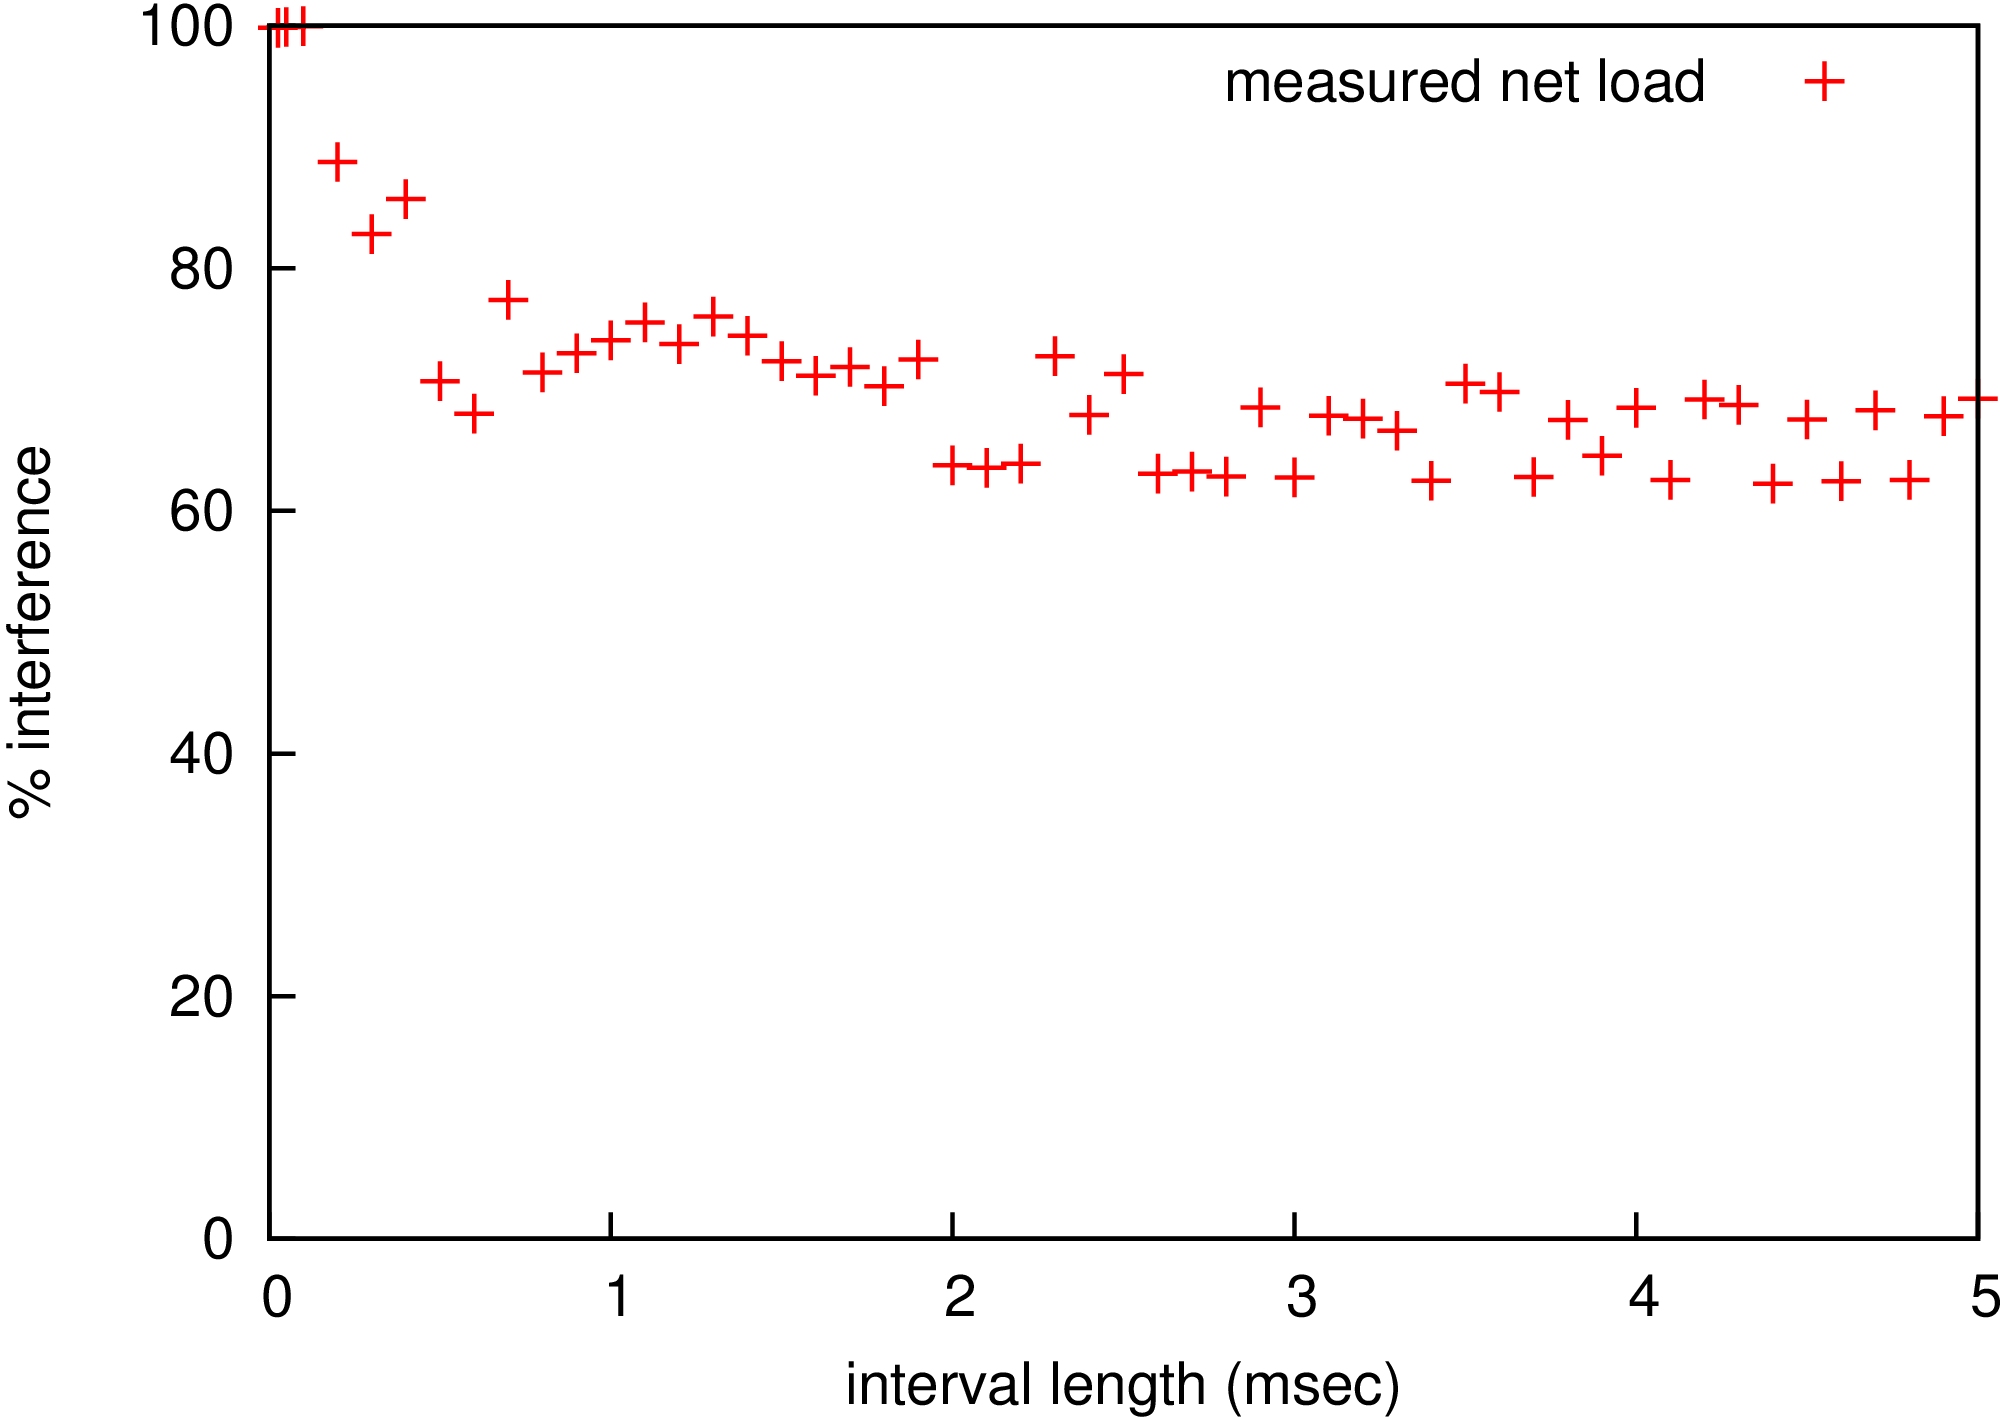 100
measured net load
80
60
40
20
0
0 1 2 3 4 5
% interference
interval length (msec)